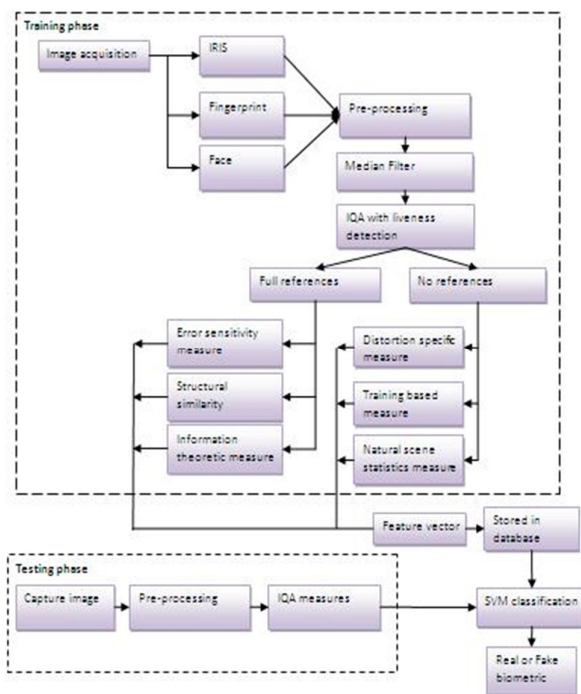 Training phase
Image acquisition
IRIS
Fingerprint
Face
Pre-processing
Median Filter
IQA with liveness
detection
Full references
No references
Error sensitivity
measure
Structural
similarity
Information
theoretic measure
Distortion specific
measure
Training based
measure
Natural scene
statistics measure
Feature vector
Stored in
database
Testing phase
Capture image
Pre-processing
IQA measures
SVM classification
Real or Fake
biometric